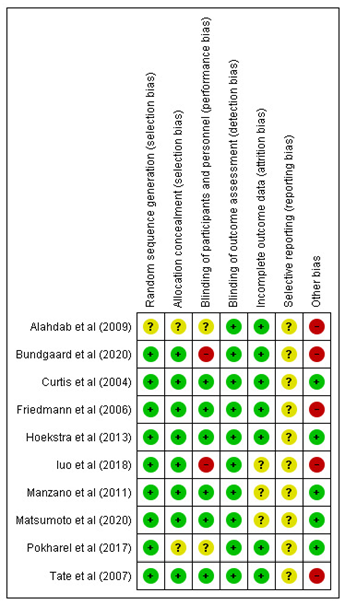 Random sequence generation (selection bias)
Allocation concealment (selection bias)
Blinding of participants and personnel (performance bias)
Blinding of outcome assessment (detection bias)
Incomplete outcome data (attrition bias)
Selective reporting (reporting bias)
Other bias
Alahdab et al (2009) ? ? ? + + ? -
Bundgaard et al (2020) + + - + + ? -
Curtis et al (2004) + + + + + ? +
Friedmann et al (2006) + + + + + ? -
Hoekstra et al (2013) + + + + + ? +
Iuo et al (2018) + + - + ? ? -
Manzano et al (2011) + + + + ? ? +
Matsumoto et al (2020) + + + + ? ? +
Pokharel et al (2017) + ? ? + + ? +
Tate et al (2007) + + + + + ? -